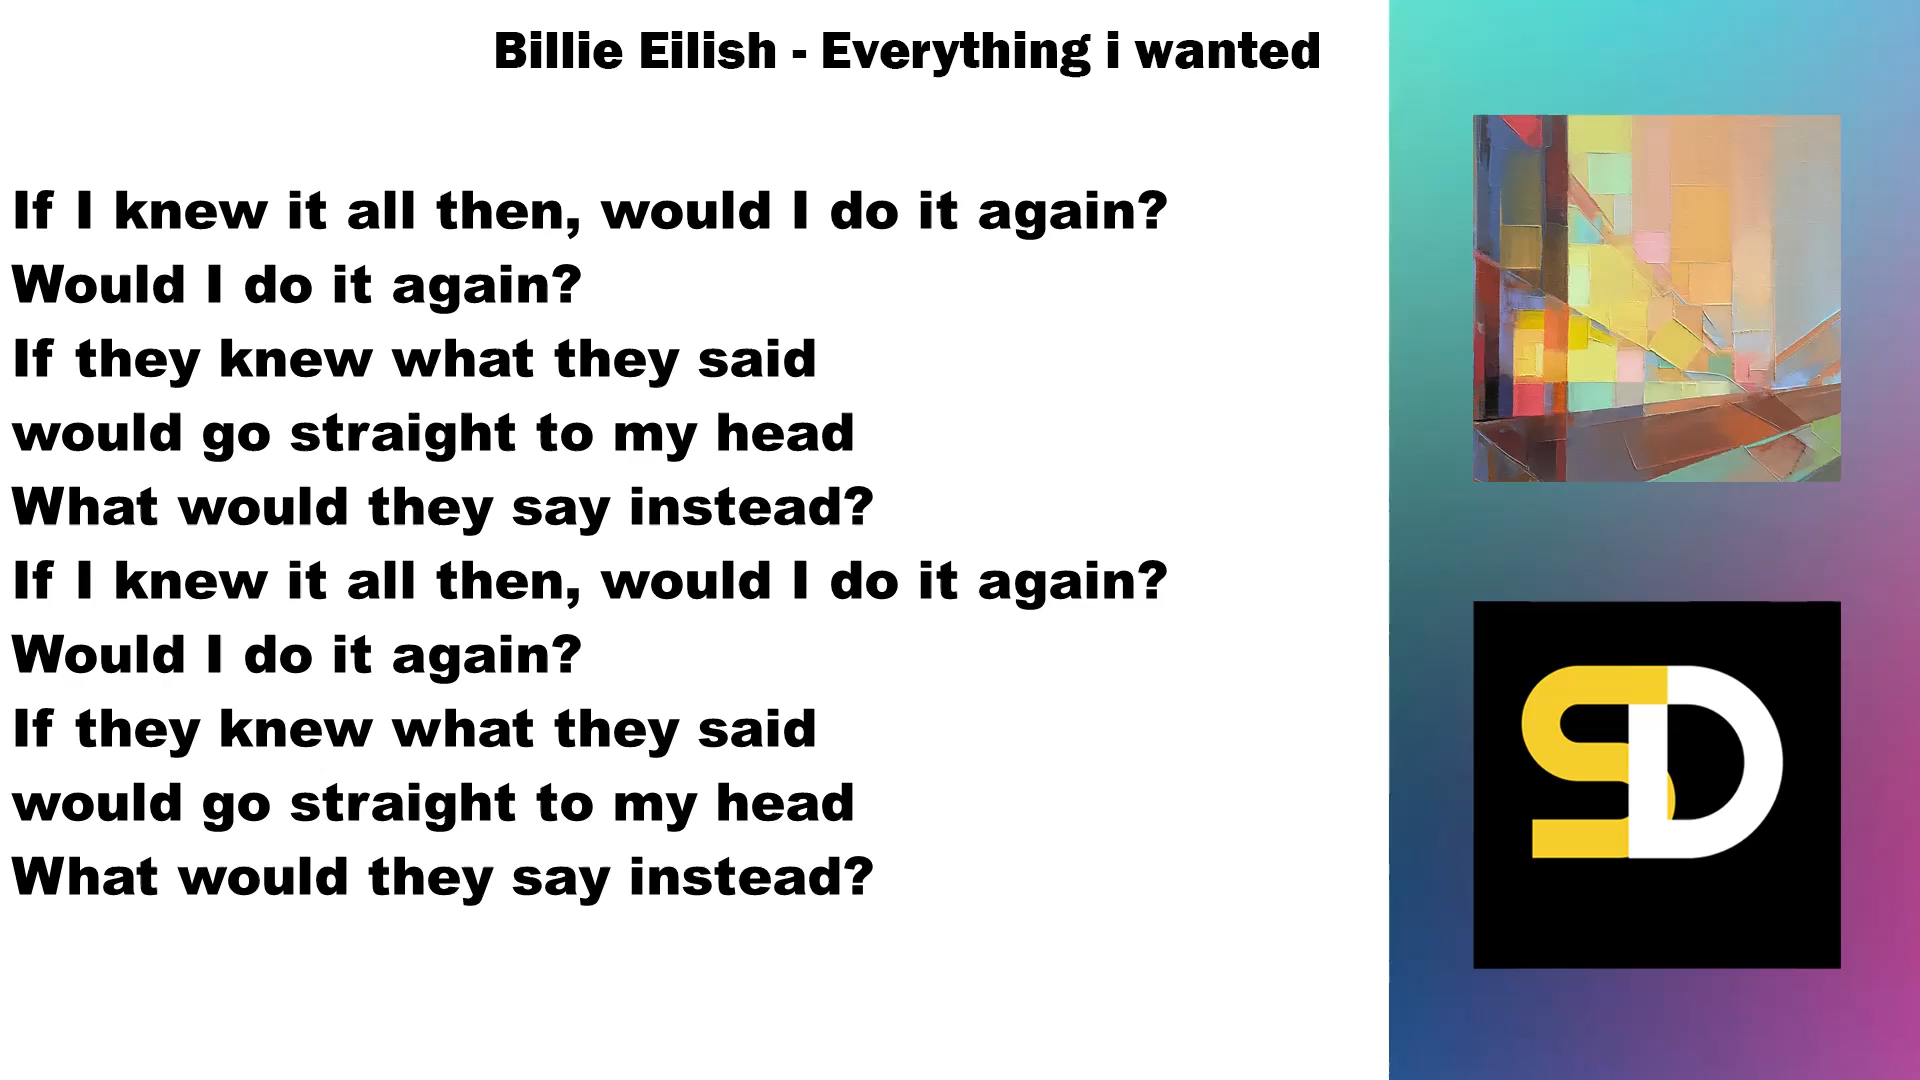 Billie Eilish - Everything i wanted
If I knew it all then, would I do it again?
Would I do it again?
If they knew what they said
would go straight to my head
What would they say instead?
If I knew it all then, would I do it again?
Would I do it again?
If they knew what they said
would go straight to my head
What would they say instead?
SD